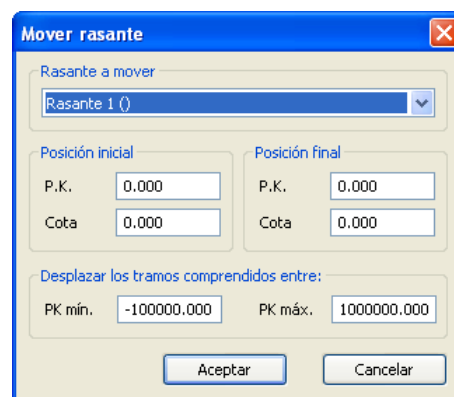 Mover rasante
Rasante a mover
Rasante 1 ()
Posición inicial
P.K. 0.000
Cota 0.000
Posición final
P.K. 0.000
Cota 0.000
Desplazar los tramos comprendidos entre:
PK mín. -100000.000 PK máx. 1000000.000
Aceptar Cancelar